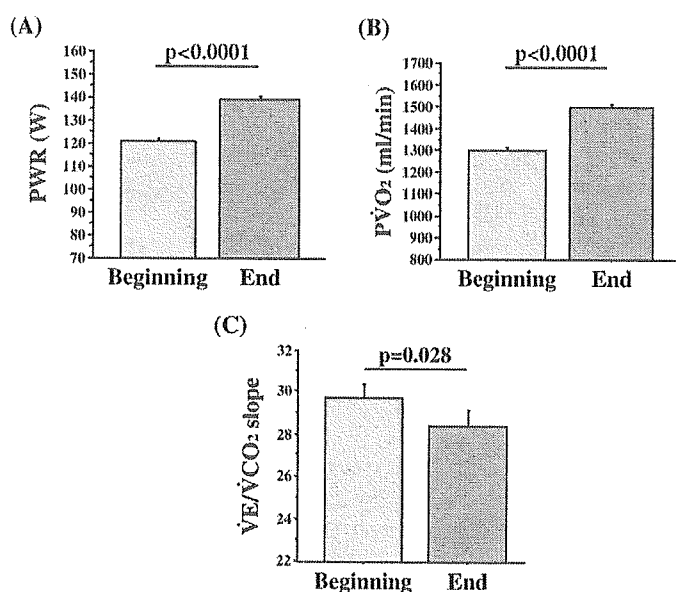 (A)
PWR (W)
160
150
140
130
120
110
100
90
80
70
p<0.0001
Beginning End
(B)
PV̇O₂ (ml/min)
1700
1600
1500
1400
1300
1200
1100
1000
900
800
p<0.0001
Beginning End
(C)
V̇E/V̇CO₂ slope
32
30
28
26
24
22
p=0.028
Beginning End